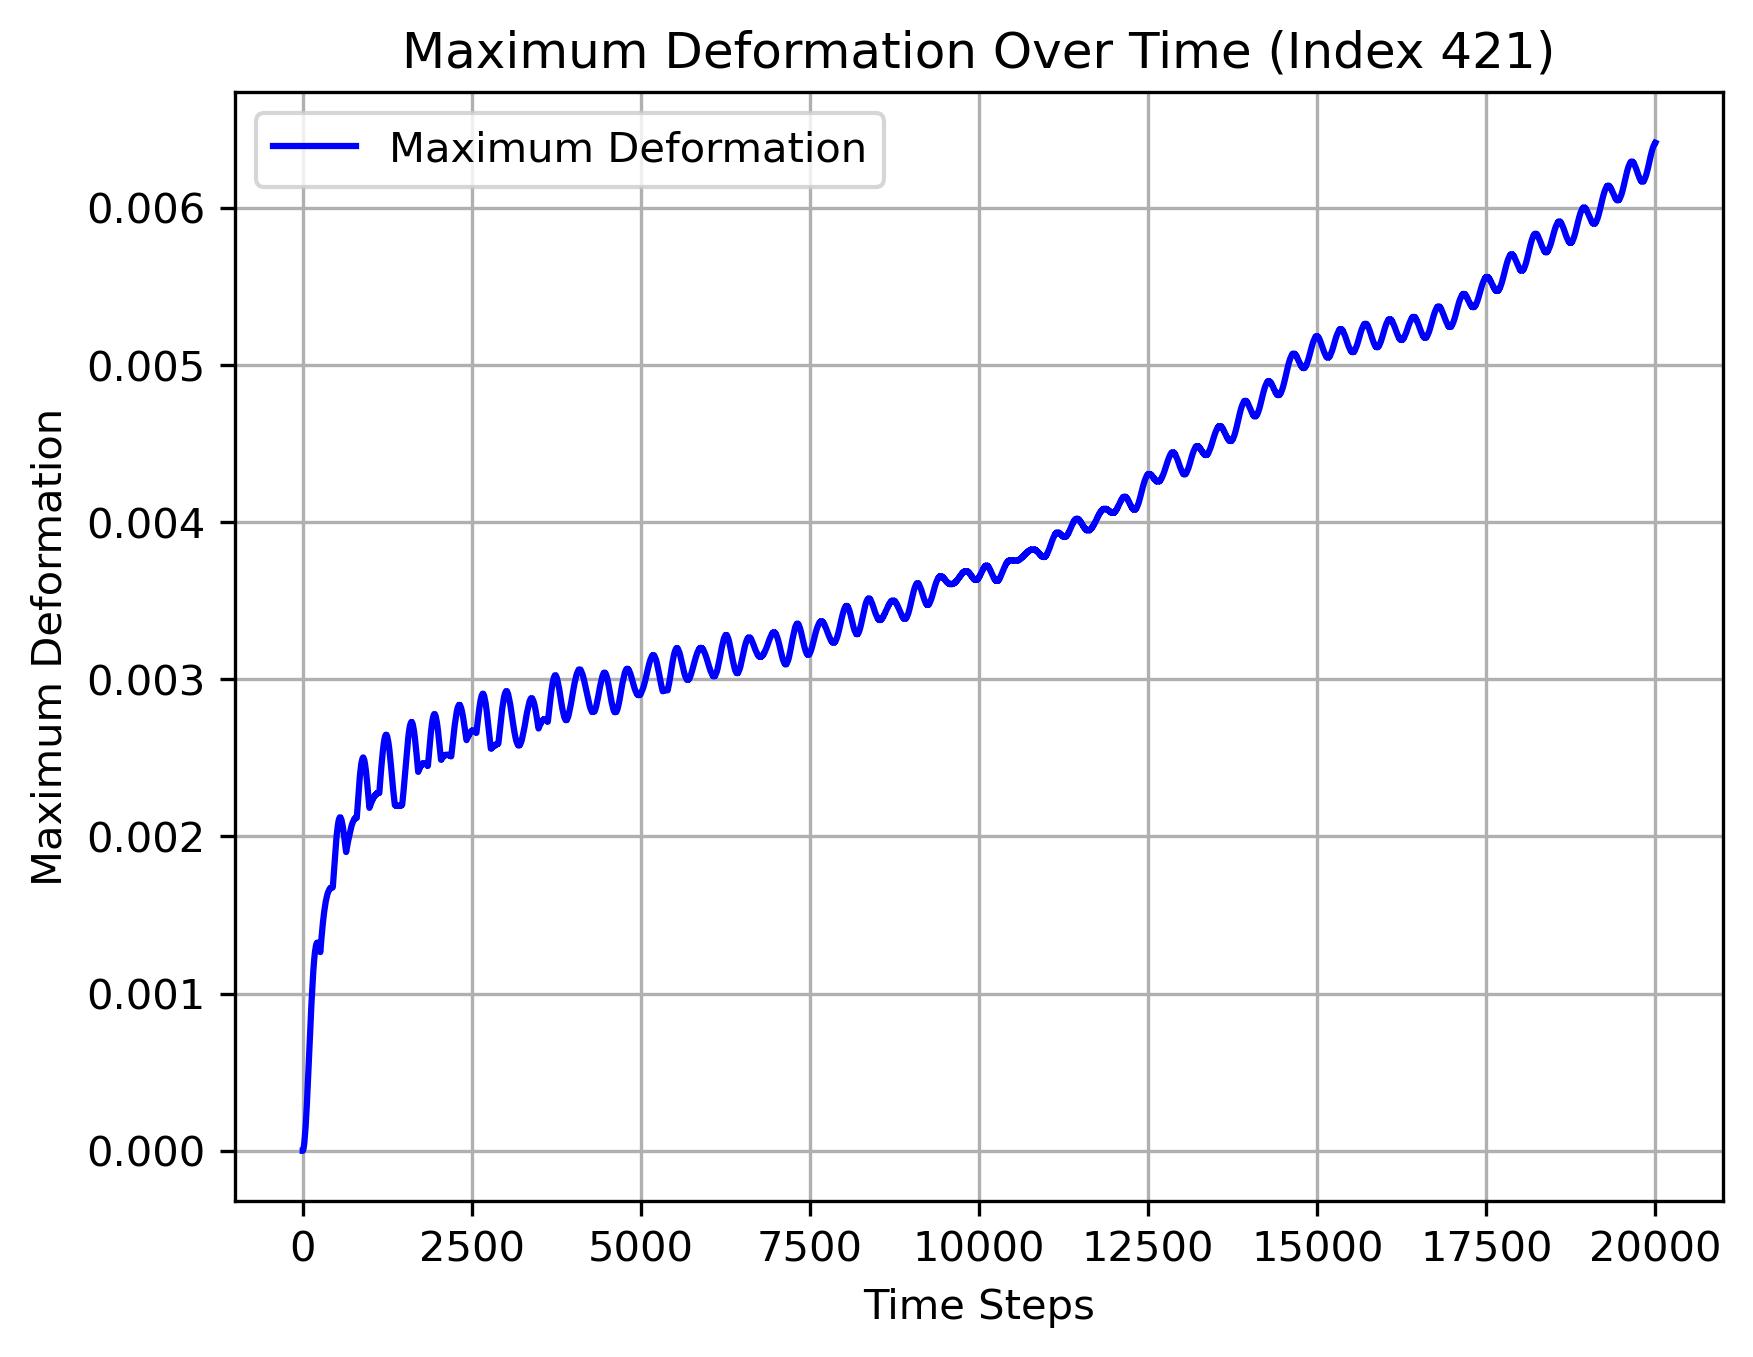 Maximum Deformation Over Time (Index 421)
Maximum Deformation
0.006
0.005
0.004
0.003
0.002
0.001
0.000
Maximum Deformation
0 2500 5000 7500 10000 12500 15000 17500 20000
Time Steps